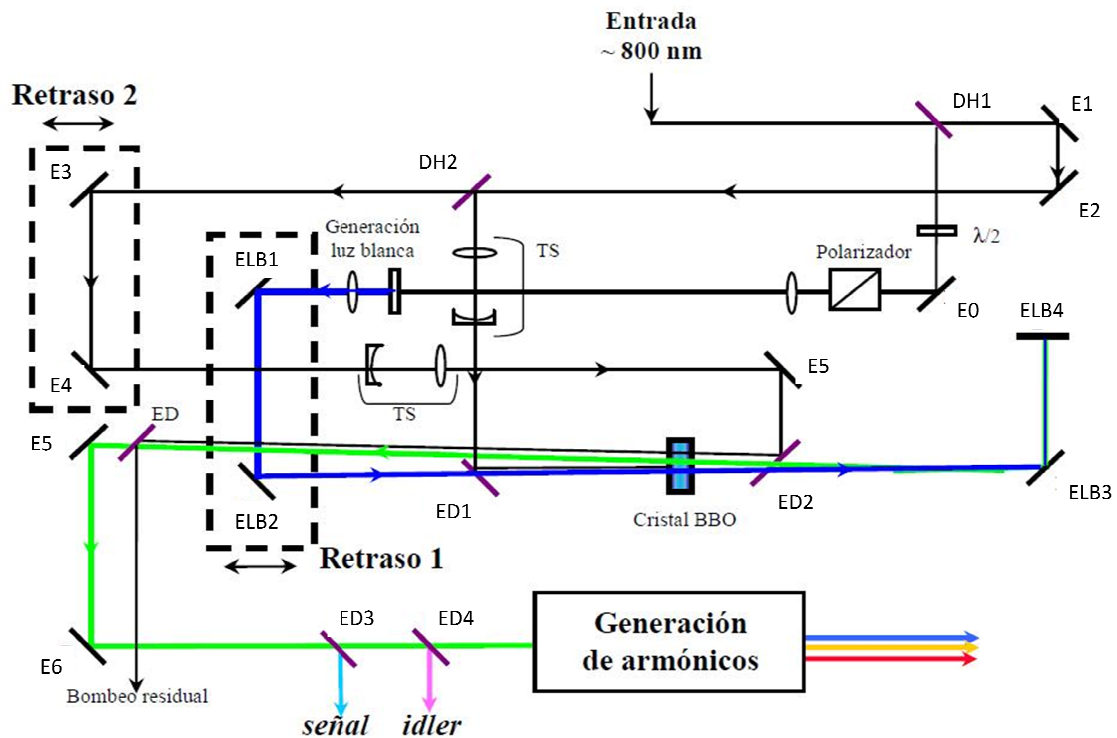 Entrada
~ 800 nm
Retraso 2
DH1
E1
E3
DH2
E2
Generación
luz blanca
TS
λ/2
Polarizador
ELB1
E0
ELB4
E4
E5
TS
ED
E5
ELB2
ED1
Cristal BBO
ED2
ELB3
Retraso 1
E6
ED3
ED4
Generación
de armónicos
Bombeo residual
señal
idler